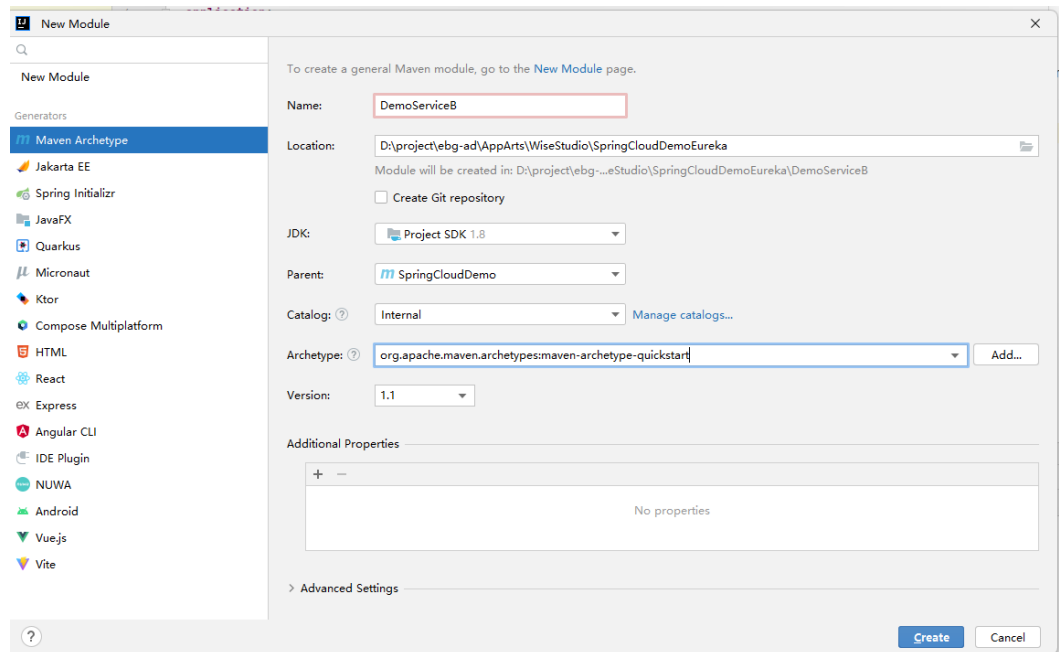 New Module
New Module
Generators
Maven Archetype
Jakarta EE
Spring Initializr
JavaFX
Quarkus
Micronaut
Ktor
Compose Multiplatform
HTML
React
Express
Angular CLI
IDE Plugin
NUWA
Android
Vue.js
Vite
To create a general Maven module, go to the New Module page.
Name: DemoServiceB
Location: D:\project\ebg-ad\AppArts\WiseStudio\SpringCloudDemoEureka
Module will be created in: D:\project\ebg-...eStudio\SpringCloudDemoEureka\DemoServiceB
Create Git repository
JDK: Project SDK 1.8
Parent: SpringCloudDemo
Catalog: ? Internal Manage catalogs...
Archetype: ? org.apache.maven.archetypes:maven-archetype-quickstart Add...
Version: 1.1
Additional Properties
No properties
Advanced Settings
? Create Cancel